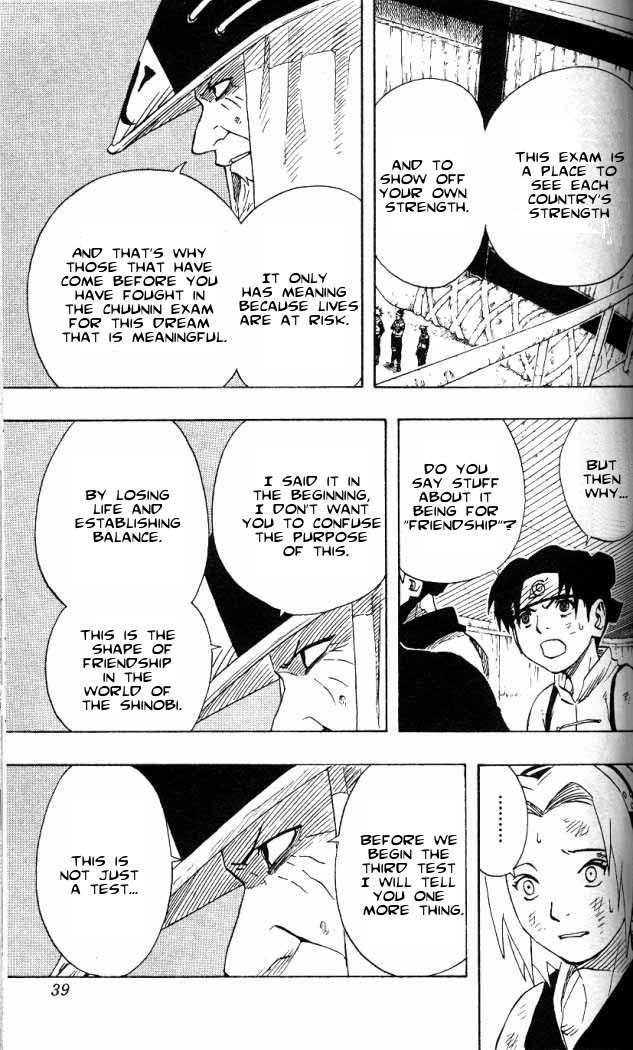 THIS EXAM IS
A PLACE TO
SEE EACH
COUNTRY'S
STRENGTH
AND TO
SHOW OFF
YOUR OWN
STRENGTH.
IT ONLY
HAS MEANING
BECAUSE LIVES
ARE AT RISK.
AND THAT'S WHY
THOSE THAT HAVE
COME BEFORE YOU
HAVE FOUGHT IN
THE CHUUNIN EXAM
FOR THIS DREAM
THAT IS MEANINGFUL.
BUT
THEN
WHY...
DO YOU
SAY STUFF
ABOUT IT
BEING FOR
"FRIENDSHIP"?
I SAID IT IN
THE BEGINNING,
I DON'T WANT
YOU TO CONFUSE
THE PURPOSE
OF THIS.
BY LOSING
LIFE AND
ESTABLISHING
BALANCE.
THIS IS THE
SHAPE OF
FRIENDSHIP
IN THE
WORLD OF
THE SHINOBI.
........
BEFORE WE
BEGIN THE
THIRD TEST
I WILL TELL
YOU ONE
MORE THING.
THIS IS
NOT JUST
A TEST...
39